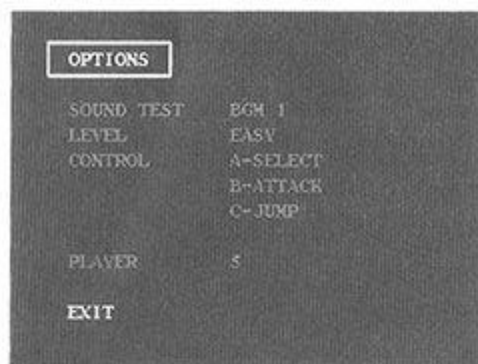 OPTIONS
SOUND TEST BGM 1
LEVEL EASY
CONTROL A-SELECT
B-ATTACK
C-JUMP
PLAYER 5
EXIT